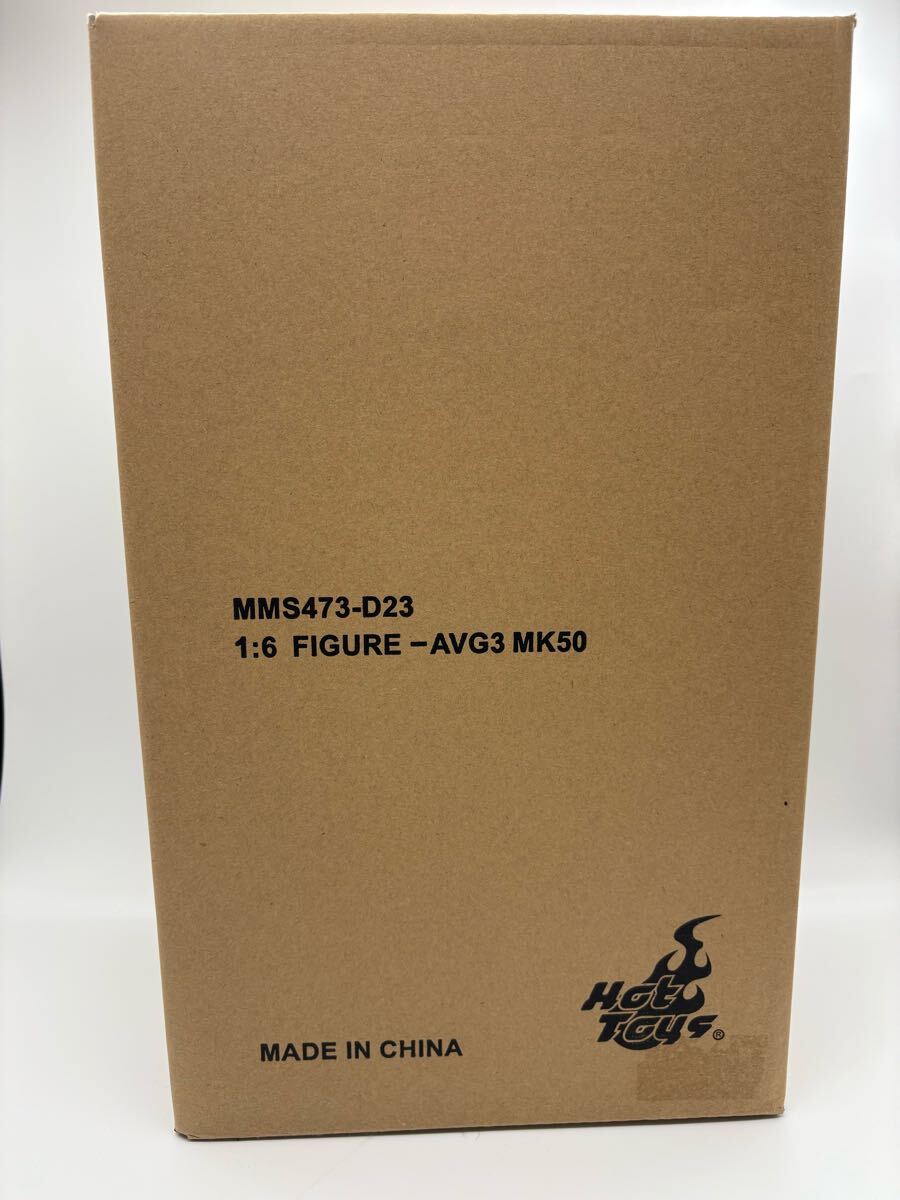 MMS473-D23
1:6 FIGURE －AVG3 MK50
Hot
Toys®
MADE IN CHINA